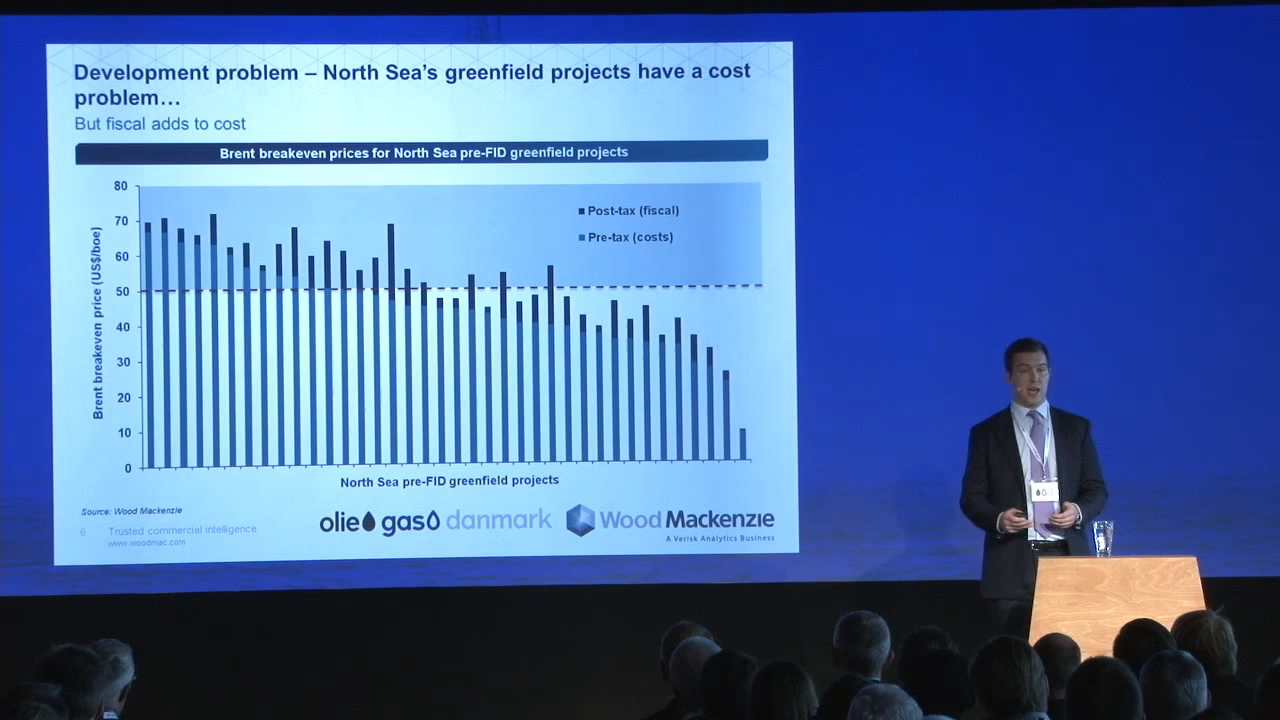 Development problem – North Sea's greenfield projects have a cost
problem…
But fiscal adds to cost
Brent breakeven prices for North Sea pre-FID greenfield projects
Brent breakeven price (US$/boe)
80
70
60
50
40
30
20
10
0
Post-tax (fiscal)
Pre-tax (costs)
North Sea pre-FID greenfield projects
Source: Wood Mackenzie
6 Trusted commercial intelligence
www.woodmac.com
olie gas danmark
Wood Mackenzie
A Verisk Analytics Business